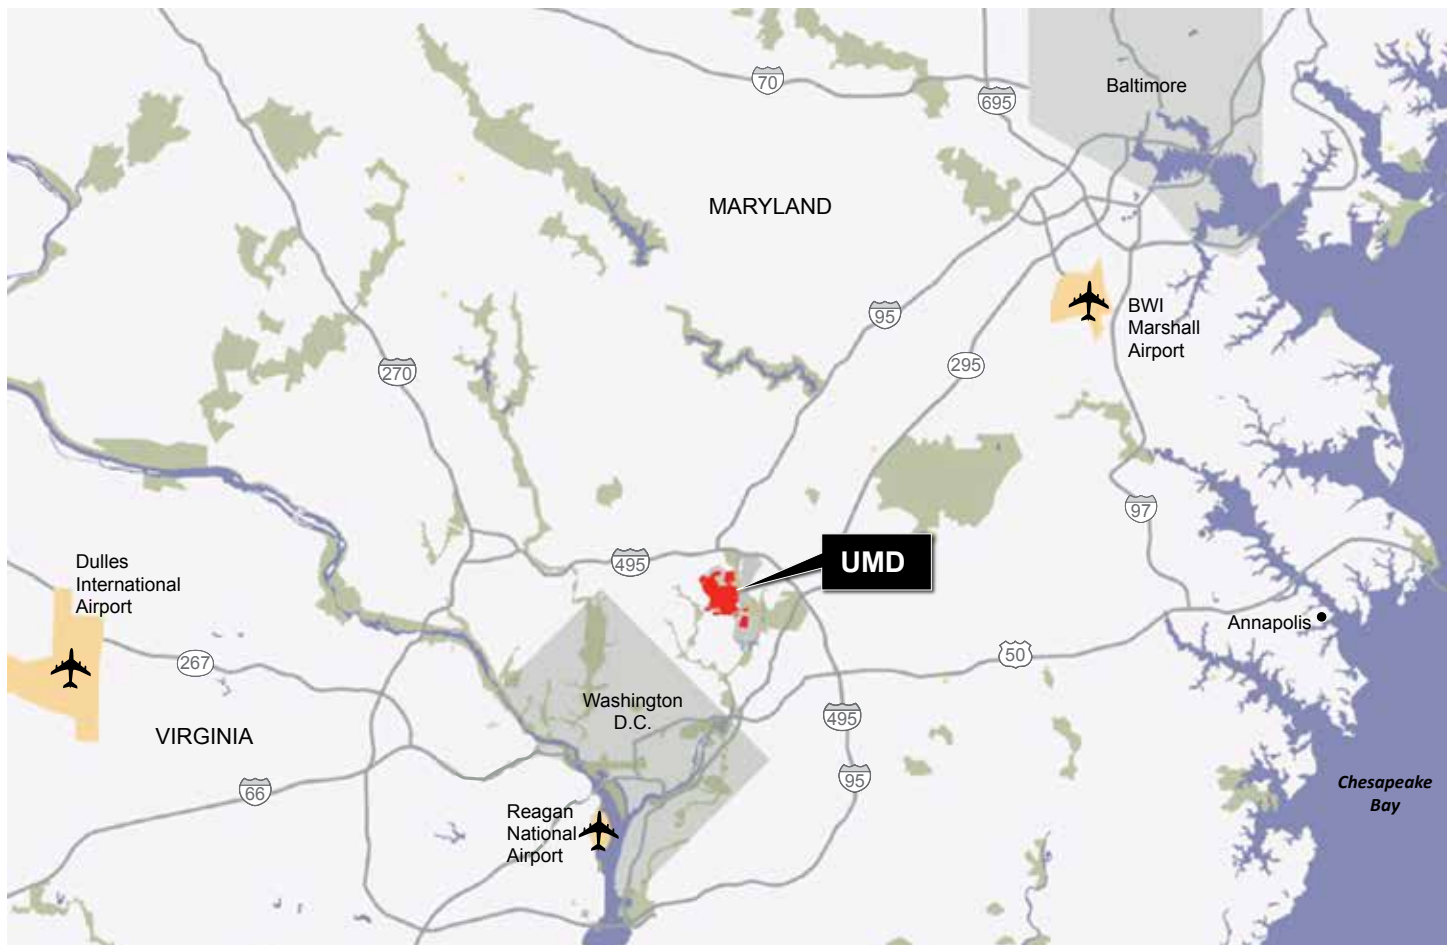 70
695
Baltimore
MARYLAND
95
BWI
Marshall
Airport
295
270
97
495
UMD
Dulles
International
Airport
Annapolis
267
50
Washington
D.C.
495
VIRGINIA
95
66
Chesapeake
Bay
Reagan
National
Airport